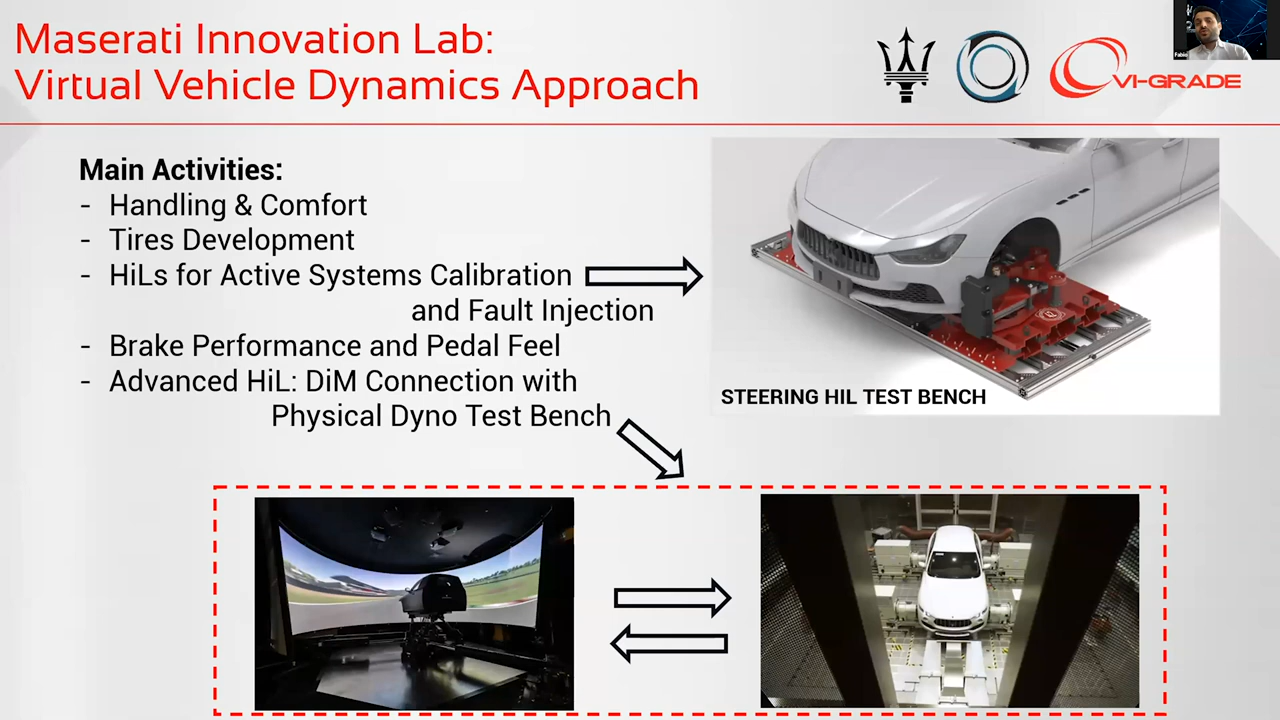 Maserati Innovation Lab:
Virtual Vehicle Dynamics Approach
VI-GRADE
Fabio
Main Activities:
- Handling & Comfort
- Tires Development
- HiLs for Active Systems Calibration
and Fault Injection
- Brake Performance and Pedal Feel
- Advanced HiL: DiM Connection with
Physical Dyno Test Bench
STEERING HIL TEST BENCH